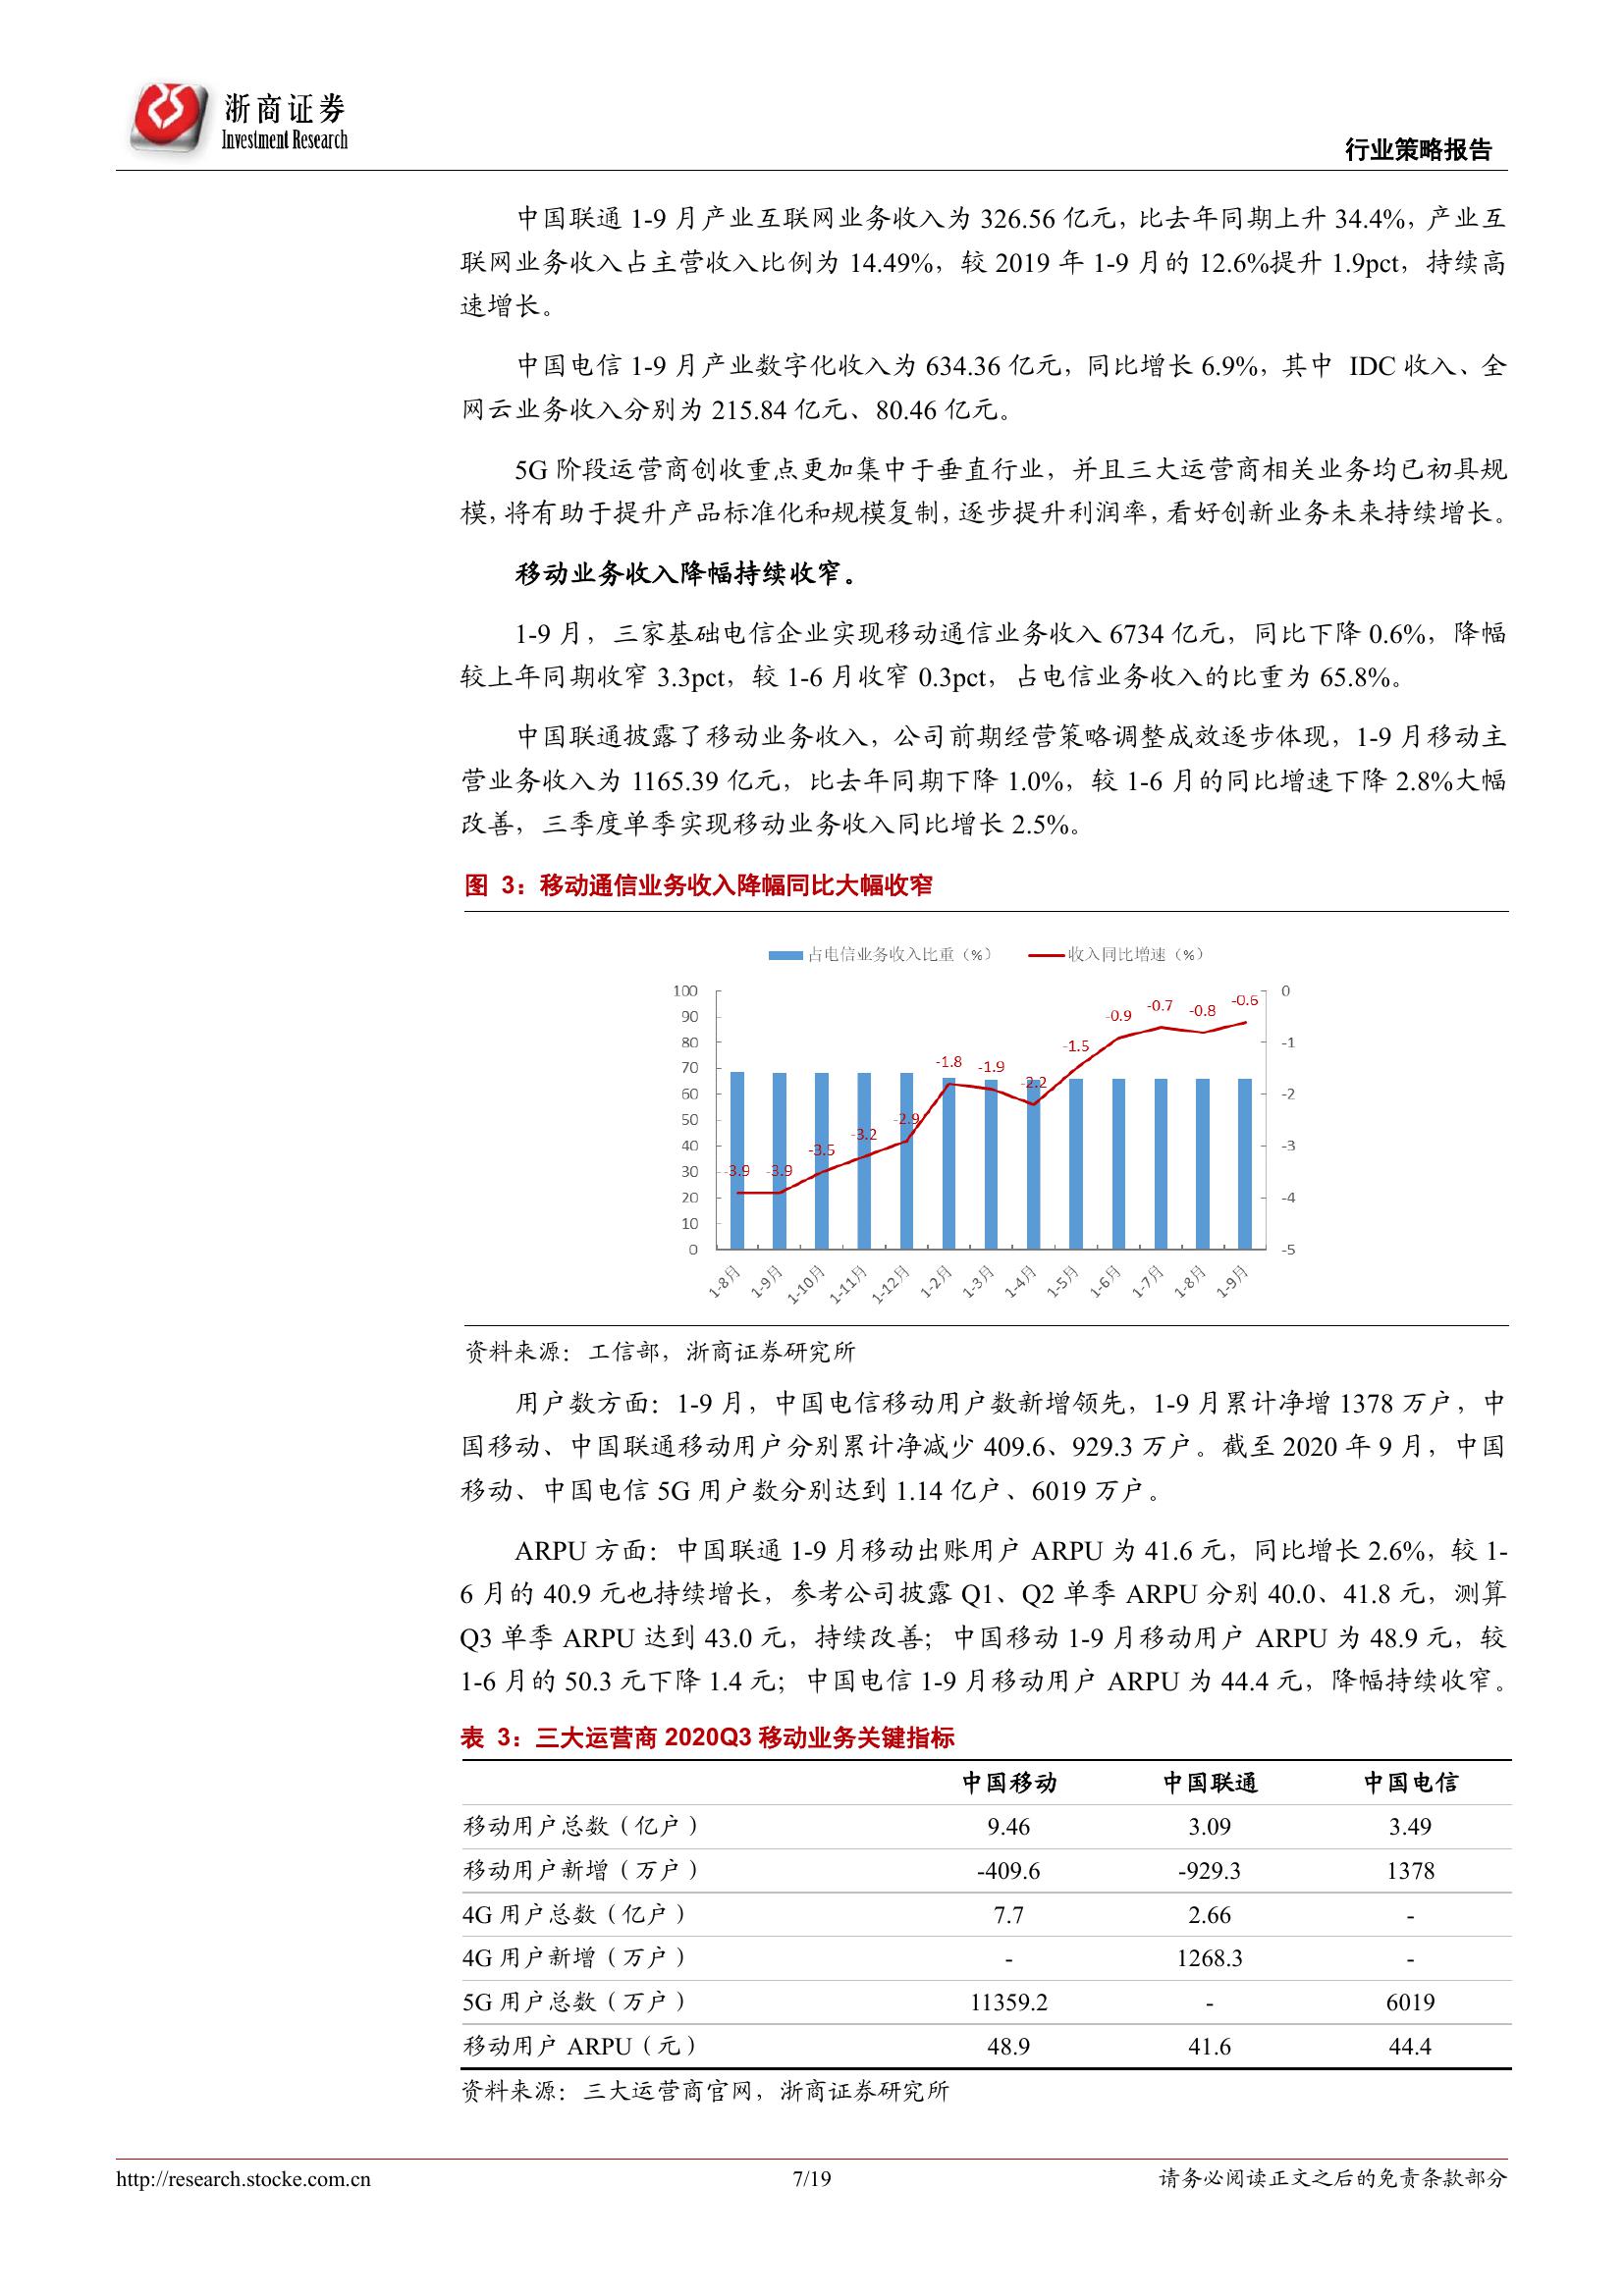 浙商证券
Investment Research
行业策略报告
中国联通 1-9 月产业互联网业务收入为 326.56 亿元，比去年同期上升 34.4%，产业互
联网业务收入占主营收入比例为 14.49%，较 2019 年 1-9 月的 12.6%提升 1.9pct，持续高
速增长。
中国电信 1-9 月产业数字化收入为 634.36 亿元，同比增长 6.9%，其中 IDC 收入、全
网云业务收入分别为 215.84 亿元、80.46 亿元。
5G 阶段运营商创收重点更加集中于垂直行业，并且三大运营商相关业务均已初具规
模，将有助于提升产品标准化和规模复制，逐步提升利润率，看好创新业务未来持续增长。
移动业务收入降幅持续收窄。
1-9 月，三家基础电信企业实现移动通信业务收入 6734 亿元，同比下降 0.6%，降幅
较上年同期收窄 3.3pct，较 1-6 月收窄 0.3pct，占电信业务收入的比重为 65.8%。
中国联通披露了移动业务收入，公司前期经营策略调整成效逐步体现，1-9 月移动主
营业务收入为 1165.39 亿元，比去年同期下降 1.0%，较 1-6 月的同比增速下降 2.8%大幅
改善，三季度单季实现移动业务收入同比增长 2.5%。
图 3：移动通信业务收入降幅同比大幅收窄
占电信业务收入比重（%） 收入同比增速（%）
100 0
90
80 -1
70
60 -2
50
40 -3
30
20 -4
10
0 -5
-3.9 -3.9 -3.5 -3.2 -2.9 -1.8 -1.9 -2.2 -1.5 -0.9 -0.7 -0.8 -0.6
1-8月 1-9月 1-10月 1-11月 1-12月 1-2月 1-3月 1-4月 1-5月 1-6月 1-7月 1-8月 1-9月
资料来源：工信部，浙商证券研究所
用户数方面：1-9 月，中国电信移动用户数新增领先，1-9 月累计净增 1378 万户，中
国移动、中国联通移动用户分别累计净减少 409.6、929.3 万户。截至 2020 年 9 月，中国
移动、中国电信 5G 用户数分别达到 1.14 亿户、6019 万户。
ARPU 方面：中国联通 1-9 月移动出账用户 ARPU 为 41.6 元，同比增长 2.6%，较 1-
6 月的 40.9 元也持续增长，参考公司披露 Q1、Q2 单季 ARPU 分别 40.0、41.8 元，测算
Q3 单季 ARPU 达到 43.0 元，持续改善；中国移动 1-9 月移动用户 ARPU 为 48.9 元，较
1-6 月的 50.3 元下降 1.4 元；中国电信 1-9 月移动用户 ARPU 为 44.4 元，降幅持续收窄。
表 3：三大运营商 2020Q3 移动业务关键指标
中国移动 中国联通 中国电信
移动用户总数（亿户） 9.46 3.09 3.49
移动用户新增（万户） -409.6 -929.3 1378
4G 用户总数（亿户） 7.7 2.66 -
4G 用户新增（万户） - 1268.3 -
5G 用户总数（万户） 11359.2 - 6019
移动用户 ARPU（元） 48.9 41.6 44.4
资料来源：三大运营商官网，浙商证券研究所
http://research.stocke.com.cn 7/19 请务必阅读正文之后的免责条款部分